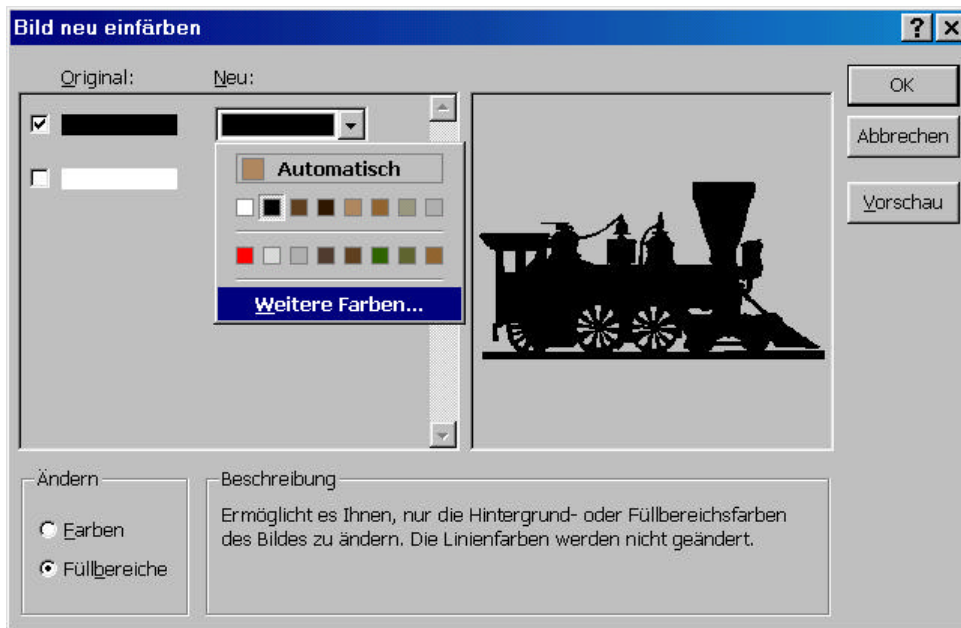 Bild neu einfärben
Original: Neu:
OK
Abbrechen
Automatisch
Vorschau
Weitere Farben...
Ändern
Farben
Füllbereiche
Beschreibung
Ermöglicht es Ihnen, nur die Hintergrund- oder Füllbereichsfarben
des Bildes zu ändern. Die Linienfarben werden nicht geändert.